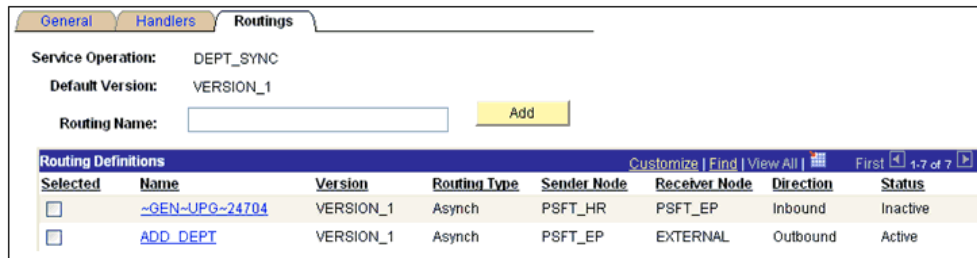 General Handlers Routings
Service Operation: DEPT_SYNC
Default Version: VERSION_1
Routing Name: Add
Routing Definitions Customize | Find | View All | First 1-7 of 7
Selected Name Version Routing Type Sender Node Receiver Node Direction Status
~GEN~UPG~24704 VERSION_1 Asynch PSFT_HR PSFT_EP Inbound Inactive
ADD_DEPT VERSION_1 Asynch PSFT_EP EXTERNAL Outbound Active